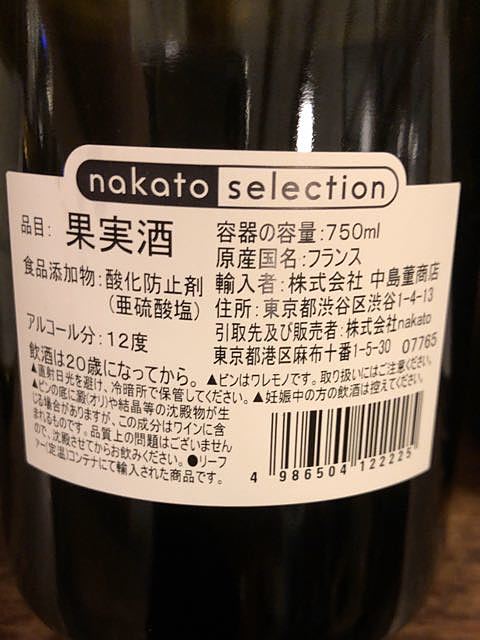 nakato selection
品目: 果実酒
食品添加物:酸化防止剤
(亜硫酸塩)
アルコール分:12度
容器の容量:750ml
原産国名:フランス
輸入者:株式会社 中島董商店
住所:東京都渋谷区渋谷1-4-13
引取先及び販売者:株式会社nakato
東京都港区麻布十番1-5-30 07765
飲酒は20歳になってから。▲ビンはワレモノです。取り扱いにはご注意ください。
▲直射日光を避け、冷暗所で保管してください。▲妊娠中の方の飲酒は控えてください。
▲ビンの底に澱(オリ)や結晶等の沈殿物が生
じる場合がありますが、この成分はワインに含
まれるものです。品質上の問題はございません
ので、沈殿させてからお飲みください。●リーフ
ァー(定温)コンテナにて輸入された商品です。
4 986504 122225